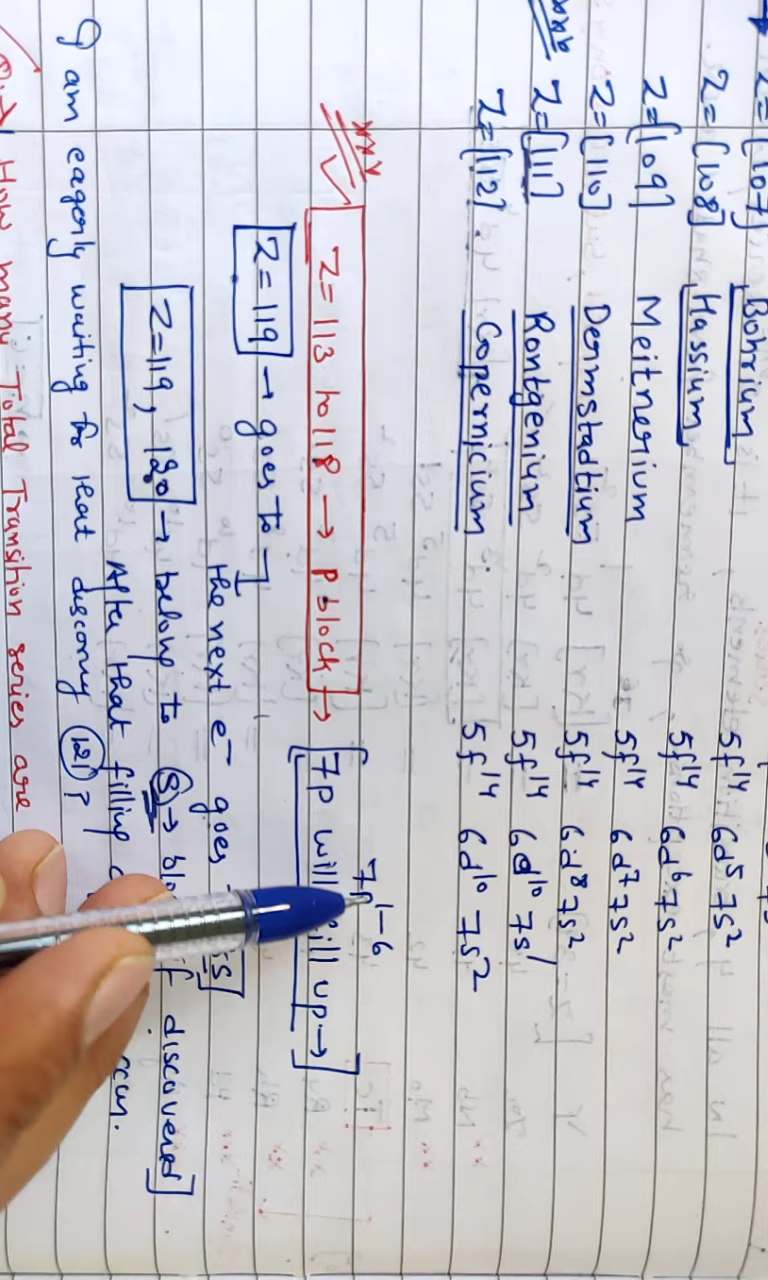 Z=[107] Bohrium 5f¹⁴ 6d⁵ 7s²
Z=[108] Hassium 5f¹⁴ 6d⁶ 7s²
Z=[109] Meitnerium 5f¹⁴ 6d⁷ 7s²
Z=[110] Dermstadtium 5f¹⁴ 6d⁸ 7s²
Z=[111] Rontgenium 5f¹⁴ 6d¹⁰ 7s¹
Z=[112] Copernicium 5f¹⁴ 6d¹⁰ 7s²
7p¹⁻⁶
Z=113 to 118 → p block → [7p will fill up →]
Z=119 → goes to
the next e⁻ goes
Z=119, 120 → belong to (S) → discovered]
After that filling occur.
I am eagerly waiting for that discovery (121)?
How many Total Transition series are